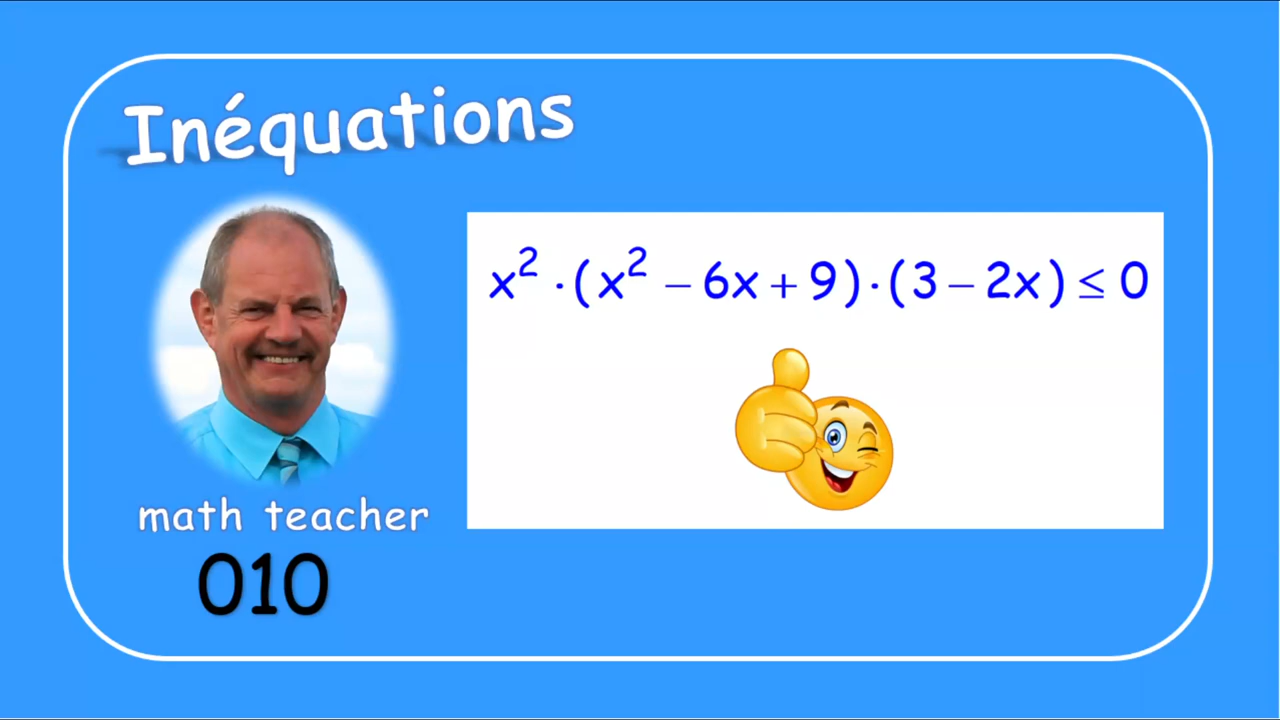 Inéquations
x² · (x² − 6x + 9) · (3 − 2x) ≤ 0
math teacher
010